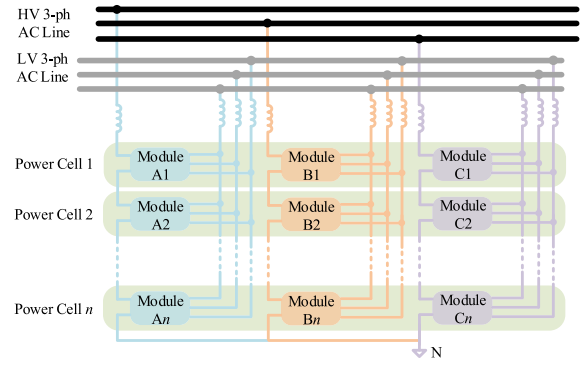 HV 3-ph
AC Line
LV 3-ph
AC Line
Power Cell 1
Module
A1
Module
B1
Module
C1
Power Cell 2
Module
A2
Module
B2
Module
C2
Power Cell n
Module
An
Module
Bn
Module
Cn
N